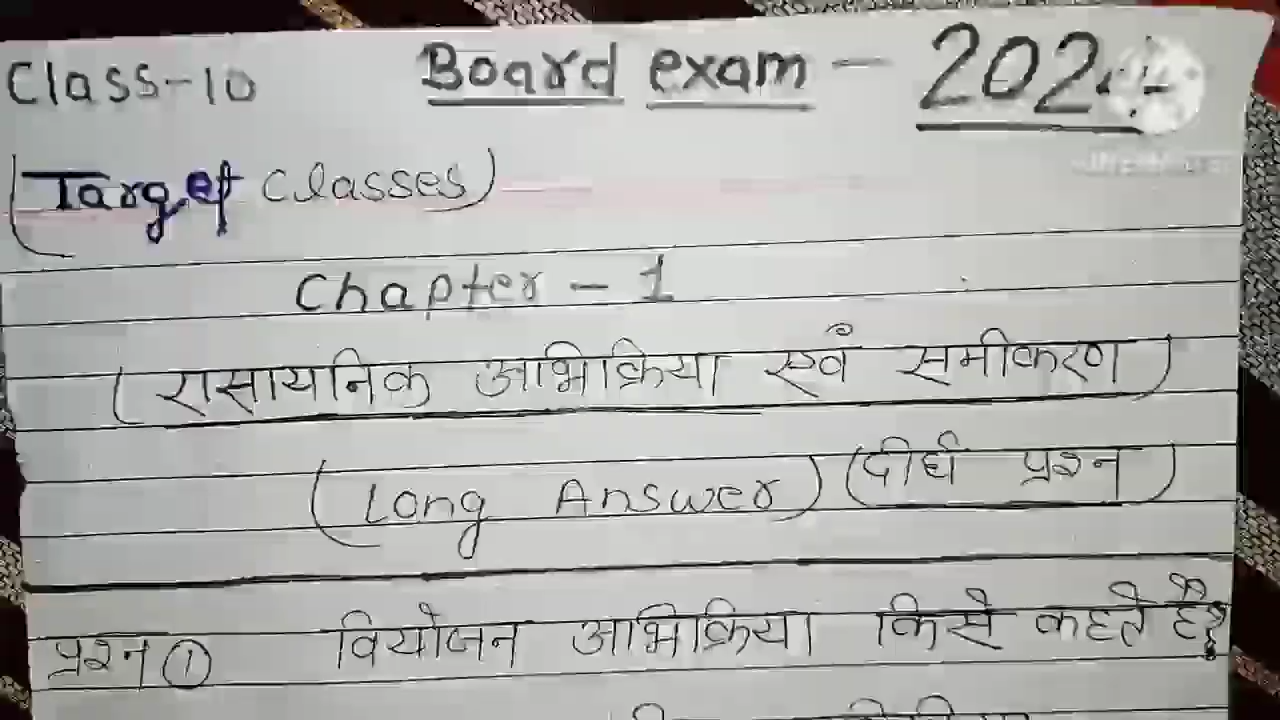 Class-10 Board exam - 2024
(Target Classes)
Chapter - 1
(रासायनिक अभिक्रिया एवं समीकरण)
(Long Answer) (दीर्घ प्रश्न)
प्रश्न ① वियोजन अभिक्रिया किसे कहते है?